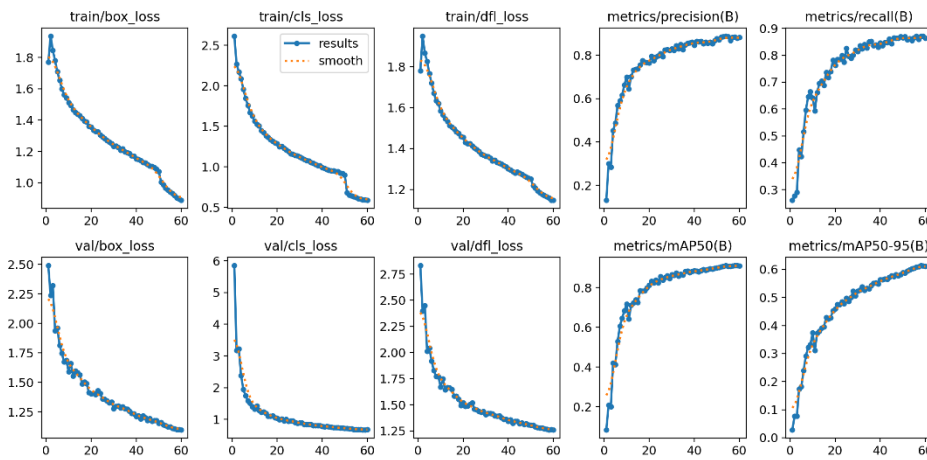 train/box_loss
train/cls_loss
train/dfl_loss
metrics/precision(B)
metrics/recall(B)
results
smooth
1.8
1.6
1.4
1.2
1.0
0 20 40 60
2.5
2.0
1.5
1.0
0.5
0 20 40 60
1.8
1.6
1.4
1.2
0 20 40 60
0.8
0.6
0.4
0.2
0 20 40 60
0.9
0.8
0.7
0.6
0.5
0.4
0.3
0 20 40 60
val/box_loss
val/cls_loss
val/dfl_loss
metrics/mAP50(B)
metrics/mAP50-95(B)
2.50
2.25
2.00
1.75
1.50
1.25
0 20 40 60
6
5
4
3
2
1
0 20 40 60
2.75
2.50
2.25
2.00
1.75
1.50
1.25
0 20 40 60
0.8
0.6
0.4
0.2
0 20 40 60
0.6
0.5
0.4
0.3
0.2
0.1
0.0
0 20 40 60